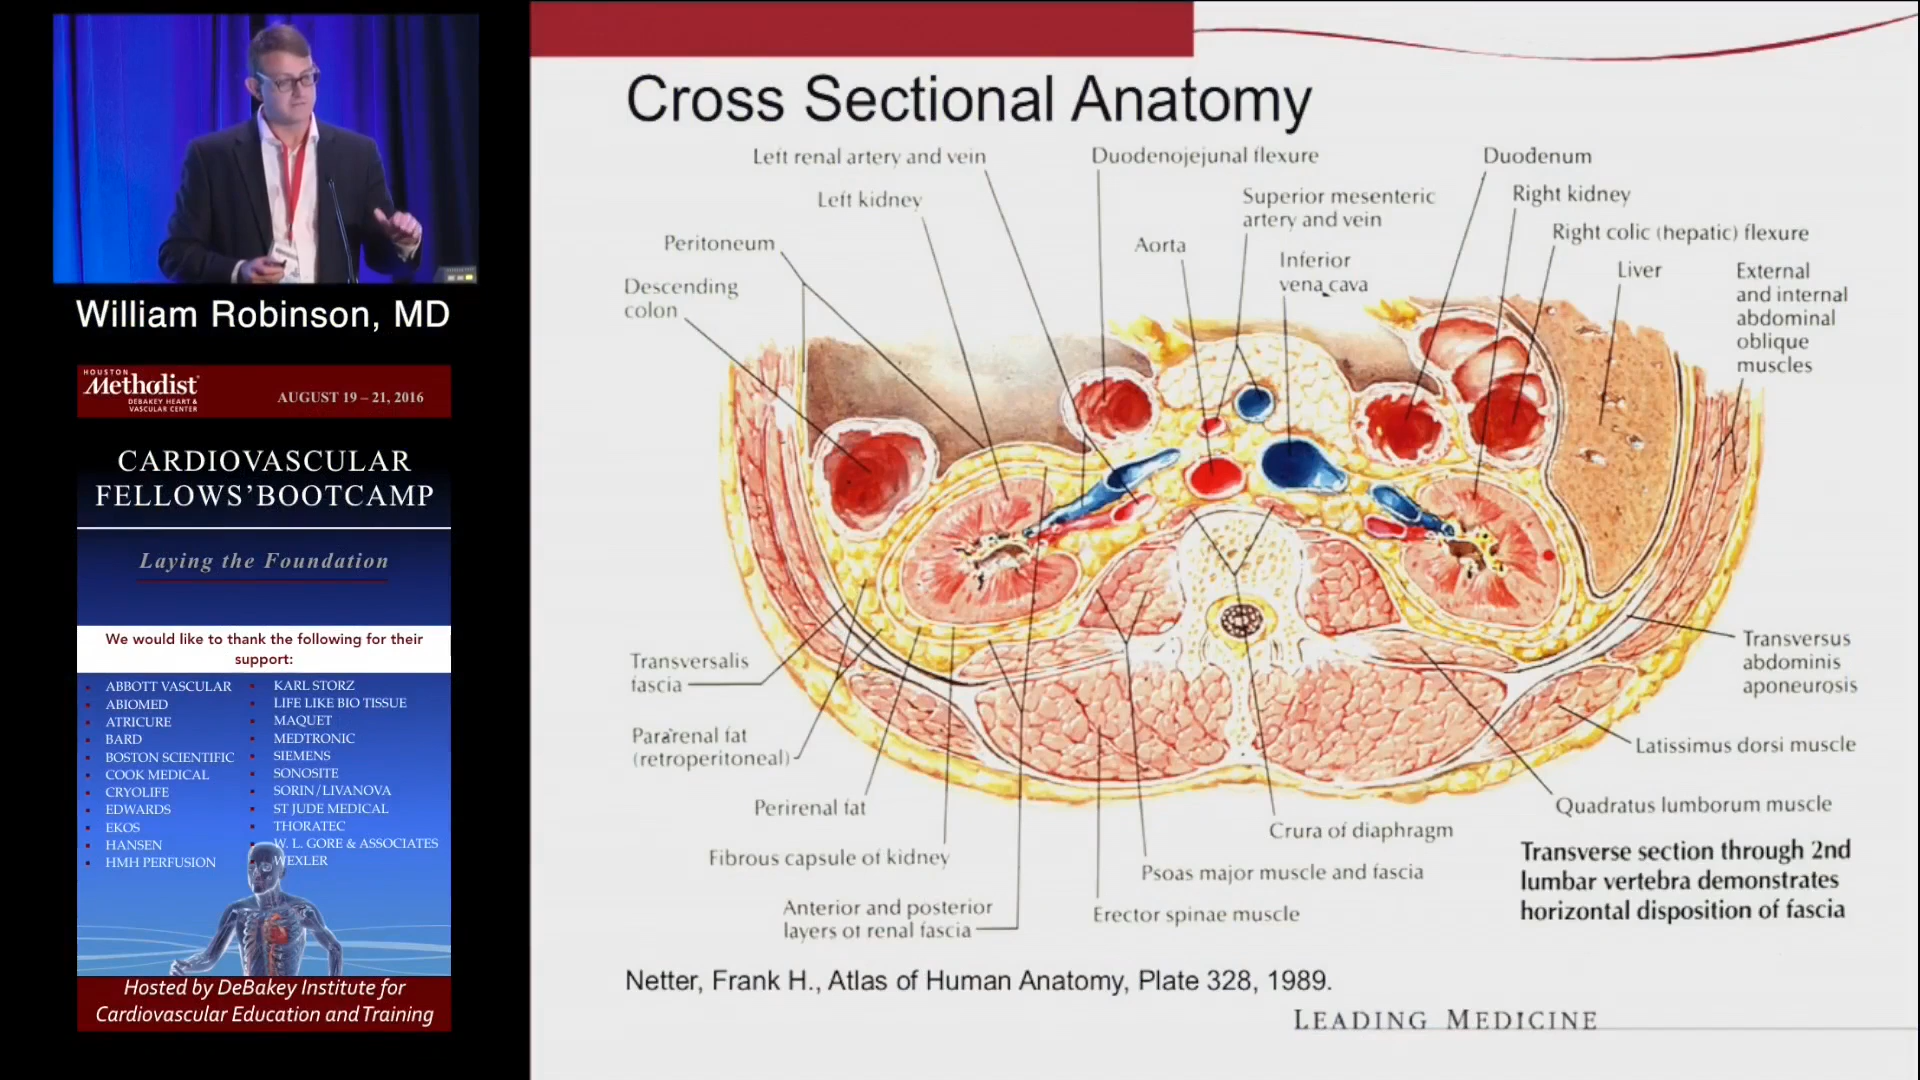 William Robinson, MD
HOUSTON
Methodist
DEBAKEY HEART &
VASCULAR CENTER
AUGUST 19 – 21, 2016
CARDIOVASCULAR
FELLOWS'BOOTCAMP
Laying the Foundation
We would like to thank the following for their
support:
ABBOTT VASCULAR
ABIOMED
ATRICURE
BARD
BOSTON SCIENTIFIC
COOK MEDICAL
CRYOLIFE
EDWARDS
EKOS
HANSEN
HMH PERFUSION
KARL STORZ
LIFE LIKE BIO TISSUE
MAQUET
MEDTRONIC
SIEMENS
SONOSITE
SORIN/LIVANOVA
ST JUDE MEDICAL
THORATEC
W. L. GORE & ASSOCIATES
WEXLER
Hosted by DeBakey Institute for
Cardiovascular Education and Training
Cross Sectional Anatomy
Left renal artery and vein
Duodenojejunal flexure
Duodenum
Left kidney
Superior mesenteric
artery and vein
Right kidney
Peritoneum
Aorta
Right colic (hepatic) flexure
Descending
colon
Inferior
vena cava
Liver
External
and internal
abdominal
oblique
muscles
Transversalis
fascia
Transversus
abdominis
aponeurosis
Pararenal fat
(retroperitoneal)
Latissimus dorsi muscle
Perirenal fat
Quadratus lumborum muscle
Fibrous capsule of kidney
Crura of diaphragm
Psoas major muscle and fascia
Anterior and posterior
layers of renal fascia
Erector spinae muscle
Transverse section through 2nd
lumbar vertebra demonstrates
horizontal disposition of fascia
Netter, Frank H., Atlas of Human Anatomy, Plate 328, 1989.
LEADING MEDICINE